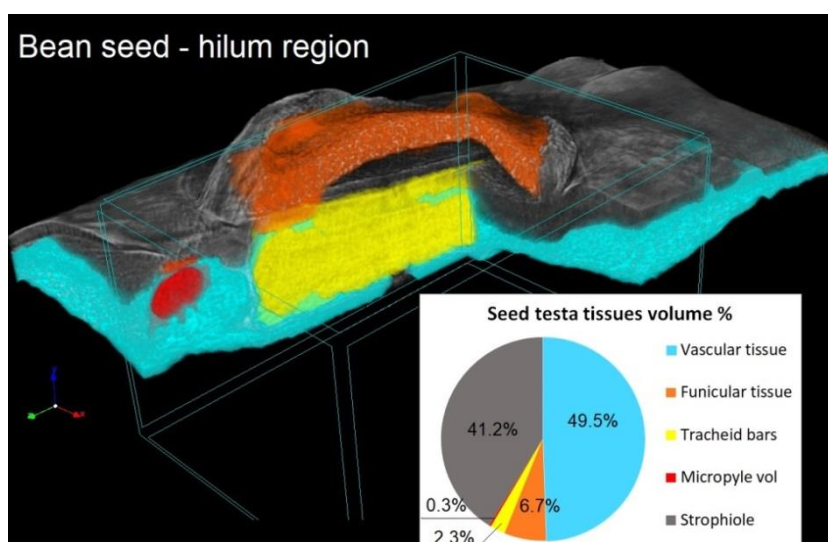 Bean seed - hilum region
Seed testa tissues volume %
Vascular tissue
Funicular tissue
Tracheid bars
Micropyle vol
Strophiole
49.5%
41.2%
6.7%
0.3%
2.3%